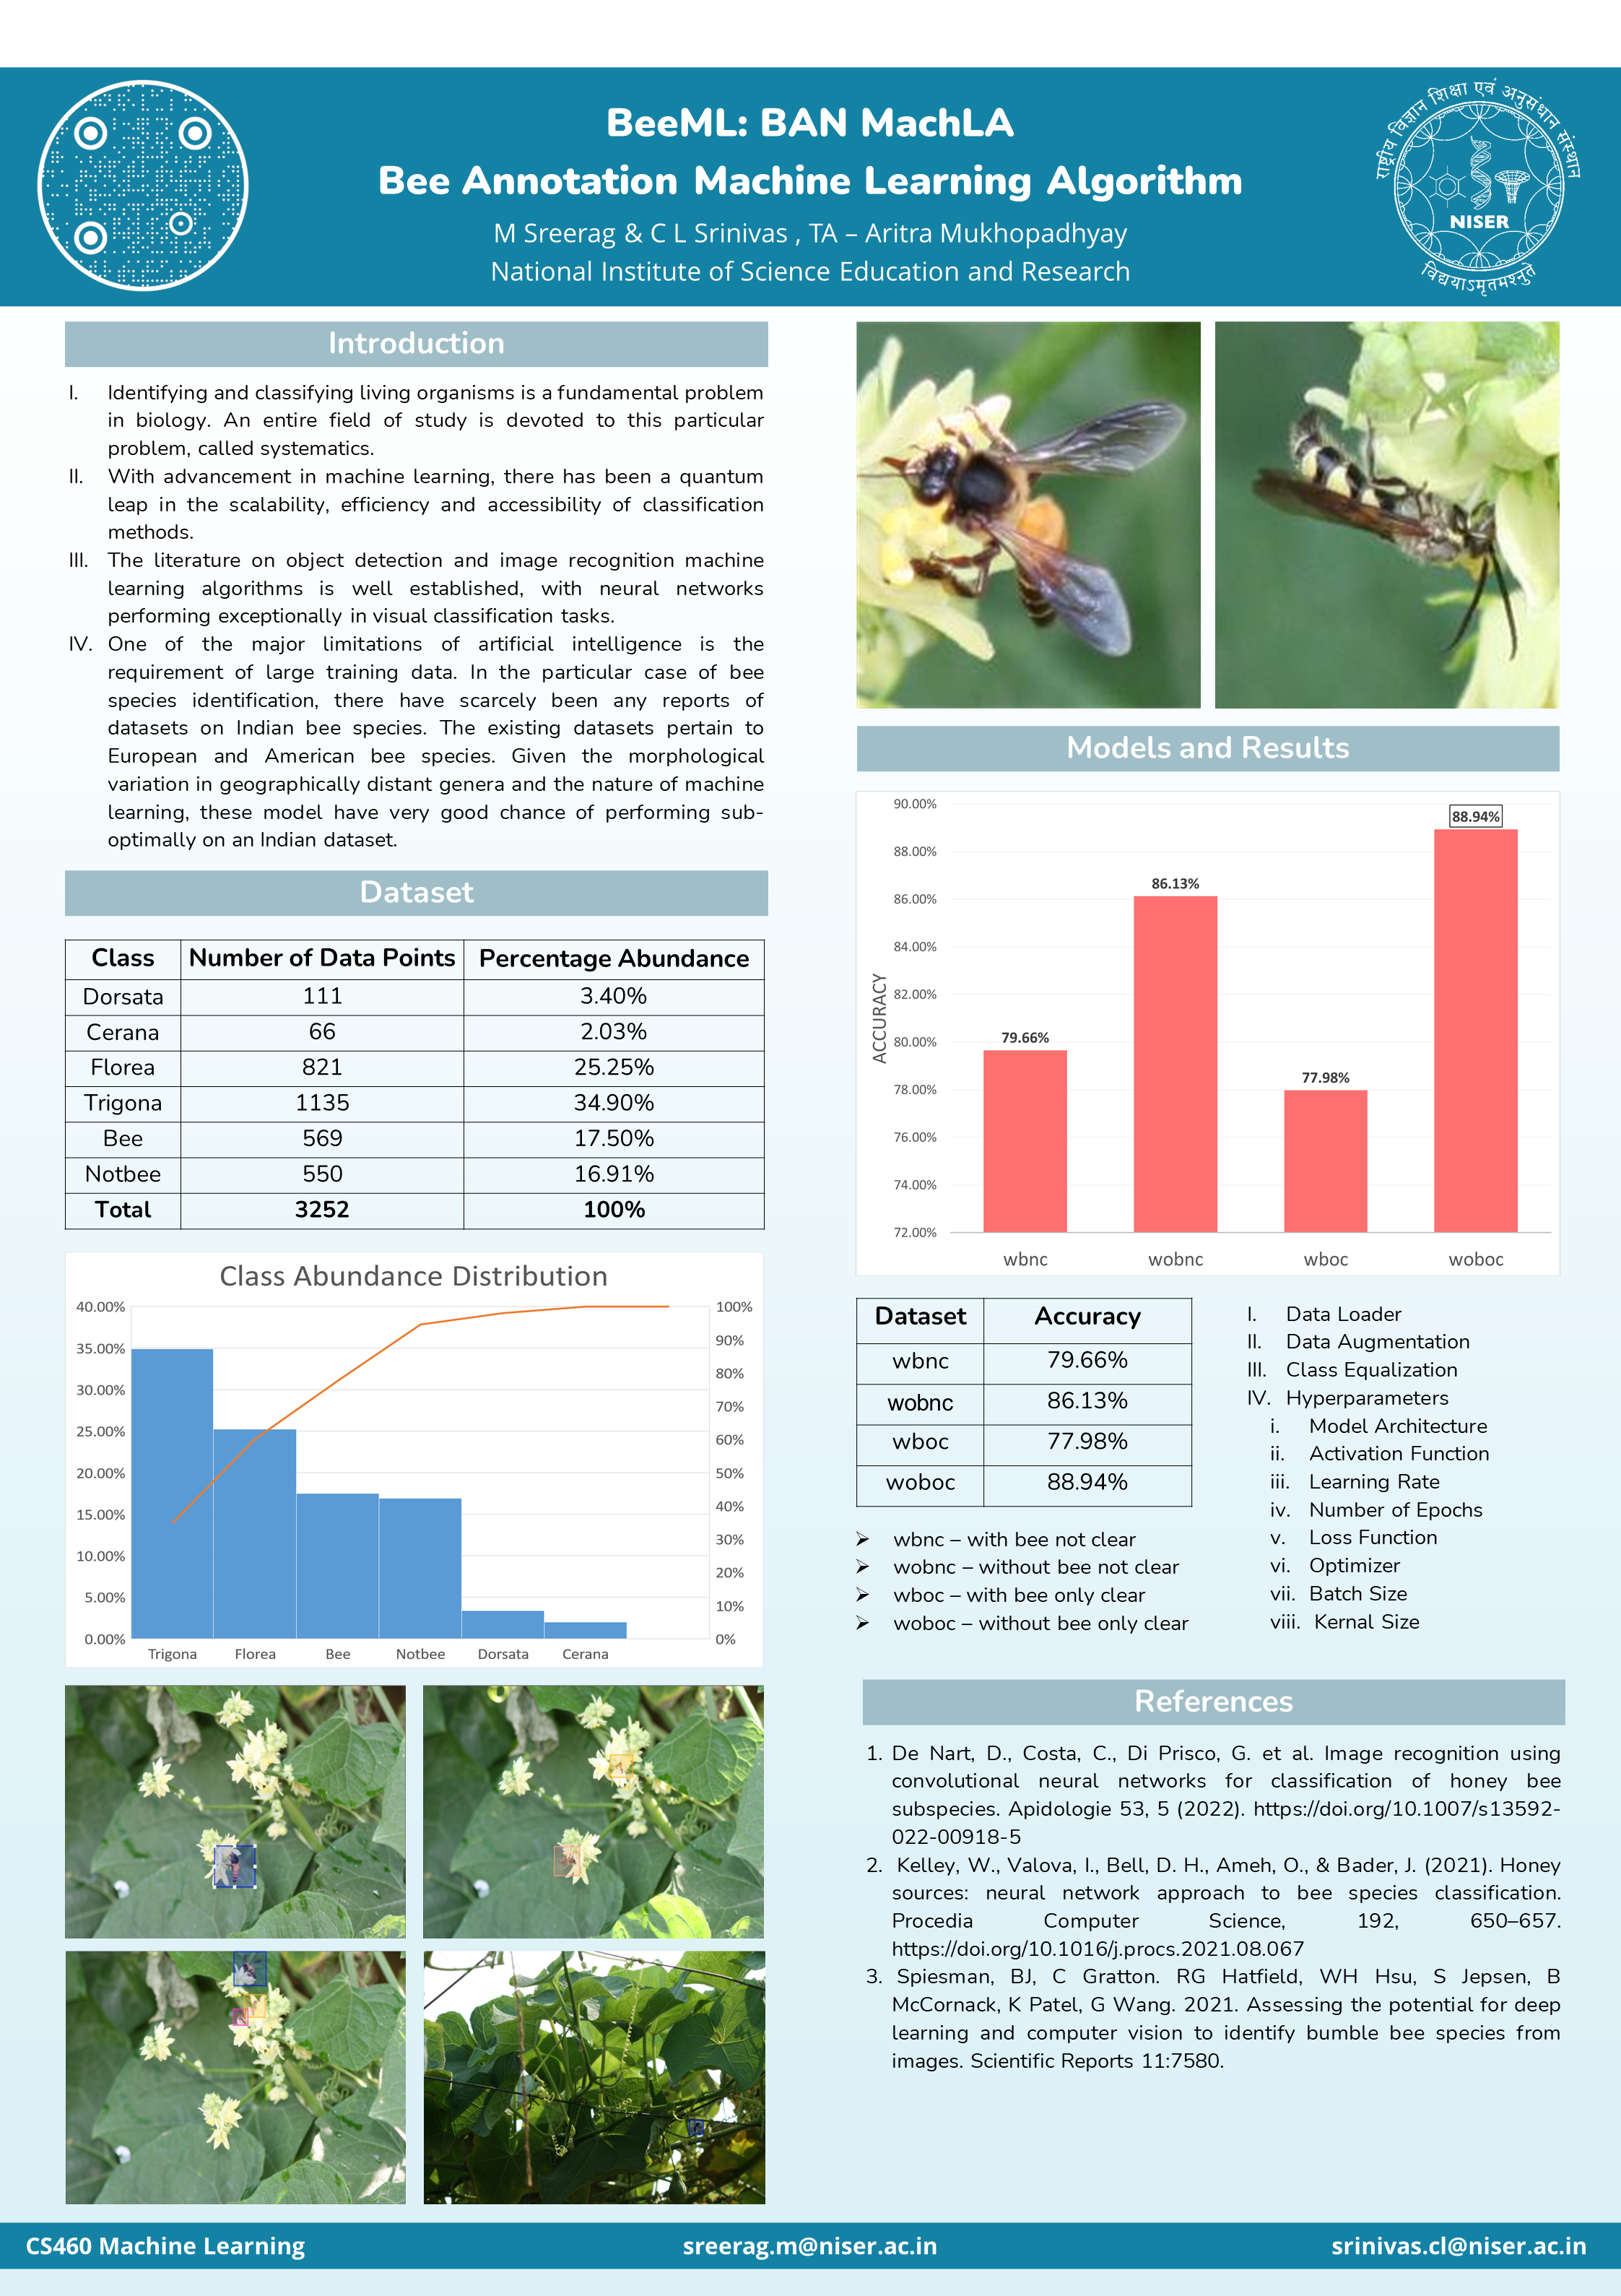 BeeML: BAN MachLA
Bee Annotation Machine Learning Algorithm
M Sreerag & C L Srinivas , TA – Aritra Mukhopadhyay
National Institute of Science Education and Research
राष्ट्रीय विज्ञान शिक्षा एवं अनुसंधान संस्थान
NISER
विद्ययाऽमृतमश्नुते
Introduction
I. Identifying and classifying living organisms is a fundamental problem
in biology. An entire field of study is devoted to this particular
problem, called systematics.
II. With advancement in machine learning, there has been a quantum
leap in the scalability, efficiency and accessibility of classification
methods.
III. The literature on object detection and image recognition machine
learning algorithms is well established, with neural networks
performing exceptionally in visual classification tasks.
IV. One of the major limitations of artificial intelligence is the
requirement of large training data. In the particular case of bee
species identification, there have scarcely been any reports of
datasets on Indian bee species. The existing datasets pertain to
European and American bee species. Given the morphological
variation in geographically distant genera and the nature of machine
learning, these model have very good chance of performing sub-
optimally on an Indian dataset.
Dataset
Class Number of Data Points Percentage Abundance
Dorsata 111 3.40%
Cerana 66 2.03%
Florea 821 25.25%
Trigona 1135 34.90%
Bee 569 17.50%
Notbee 550 16.91%
Total 3252 100%
Class Abundance Distribution
40.00% 100%
35.00% 90%
30.00% 80%
25.00% 70%
20.00% 60%
15.00% 50%
10.00% 40%
5.00% 30%
0.00% 20%
10%
0%
Trigona Florea Bee Notbee Dorsata Cerana
Models and Results
ACCURACY
90.00%
88.00%
86.00%
84.00%
82.00%
80.00%
78.00%
76.00%
74.00%
72.00%
79.66% 86.13% 77.98% 88.94%
wbnc wobnc wboc woboc
Dataset Accuracy
wbnc 79.66%
wobnc 86.13%
wboc 77.98%
woboc 88.94%
➢ wbnc – with bee not clear
➢ wobnc – without bee not clear
➢ wboc – with bee only clear
➢ woboc – without bee only clear
I. Data Loader
II. Data Augmentation
III. Class Equalization
IV. Hyperparameters
i. Model Architecture
ii. Activation Function
iii. Learning Rate
iv. Number of Epochs
v. Loss Function
vi. Optimizer
vii. Batch Size
viii. Kernal Size
References
1. De Nart, D., Costa, C., Di Prisco, G. et al. Image recognition using
convolutional neural networks for classification of honey bee
subspecies. Apidologie 53, 5 (2022). https://doi.org/10.1007/s13592-
022-00918-5
2. Kelley, W., Valova, I., Bell, D. H., Ameh, O., & Bader, J. (2021). Honey
sources: neural network approach to bee species classification.
Procedia Computer Science, 192, 650–657.
https://doi.org/10.1016/j.procs.2021.08.067
3. Spiesman, BJ, C Gratton. RG Hatfield, WH Hsu, S Jepsen, B
McCornack, K Patel, G Wang. 2021. Assessing the potential for deep
learning and computer vision to identify bumble bee species from
images. Scientific Reports 11:7580.
CS460 Machine Learning
sreerag.m@niser.ac.in
srinivas.cl@niser.ac.in